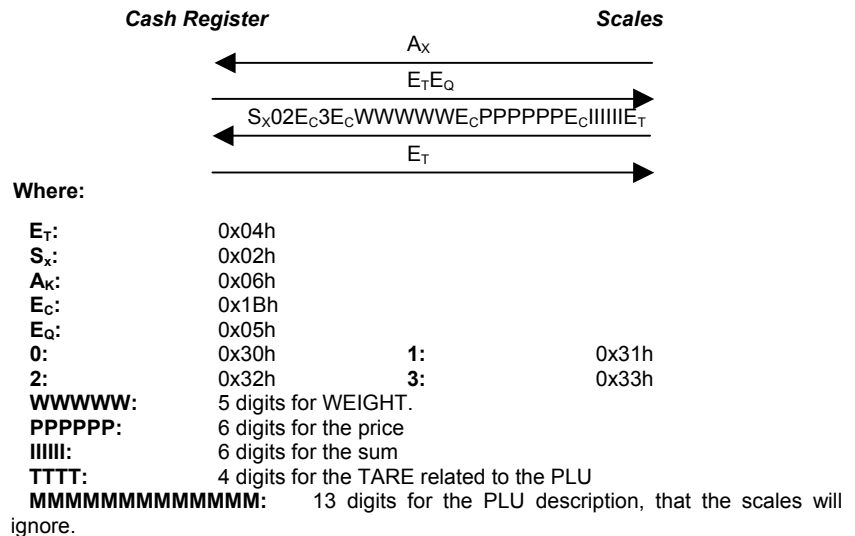 Cash Register Scales
AX
ETEQ
SX02EC3ECWWWWWECPPPPPPECIIIIIIET
ET
Where:
ET: 0x04h
Sx: 0x02h
AK: 0x06h
EC: 0x1Bh
EQ: 0x05h
0: 0x30h 1: 0x31h
2: 0x32h 3: 0x33h
WWWWW: 5 digits for WEIGHT.
PPPPPP: 6 digits for the price
IIIIII: 6 digits for the sum
TTTT: 4 digits for the TARE related to the PLU
MMMMMMMMMMMMM: 13 digits for the PLU description, that the scales will
ignore.